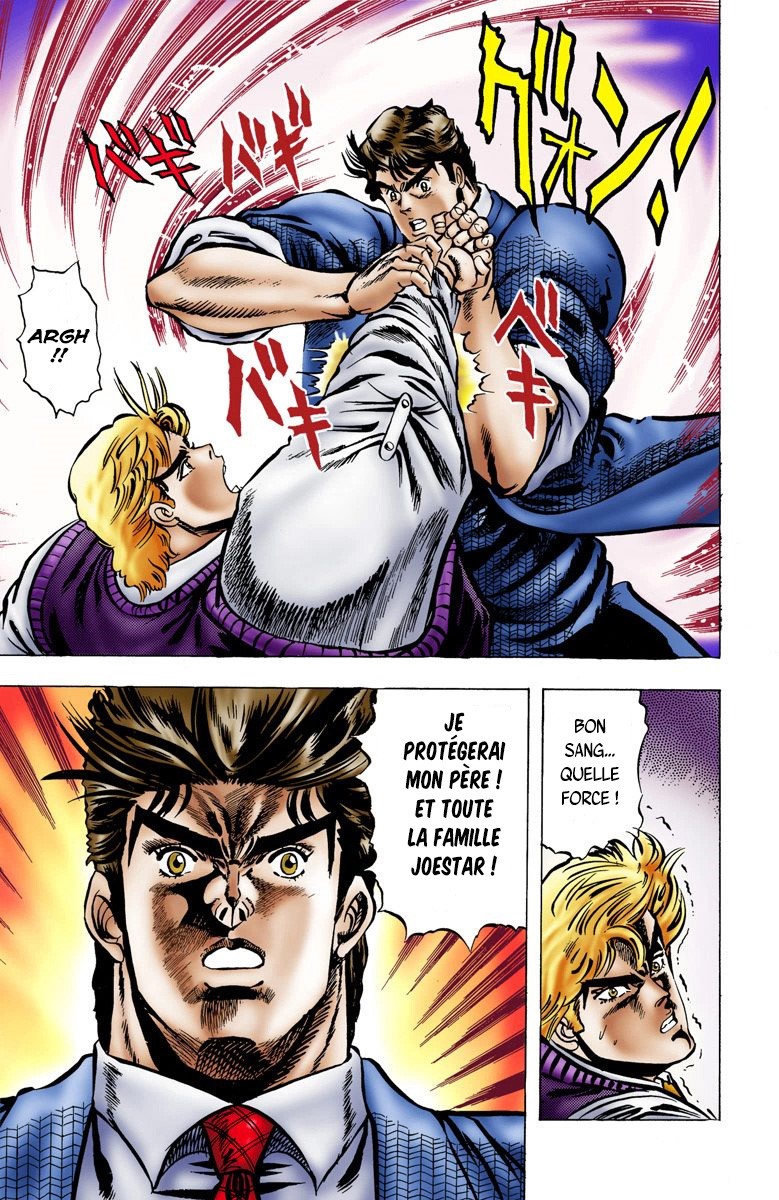 グオン!
バギ
バギ
ベキ
バキ
ARGH
!!
BON
SANG...
QUELLE
FORCE !
JE
PROTÉGERAI
MON PÈRE !
ET TOUTE
LA FAMILLE
JOESTAR !